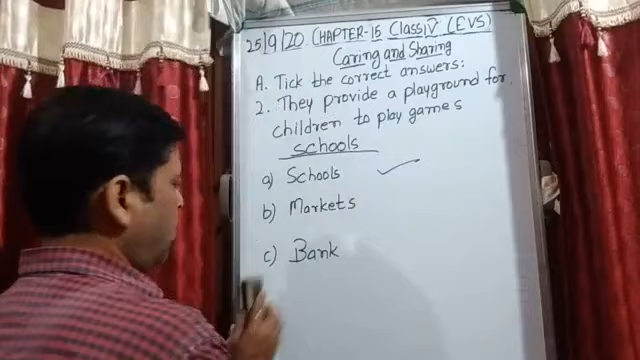 25/9/20 CHAPTER-15 Class IV (EVS)
Caring and Sharing
A. Tick the correct answers:
2. They provide a playground for
children to play games
schools
a) Schools ✓
b) Markets
c) Bank